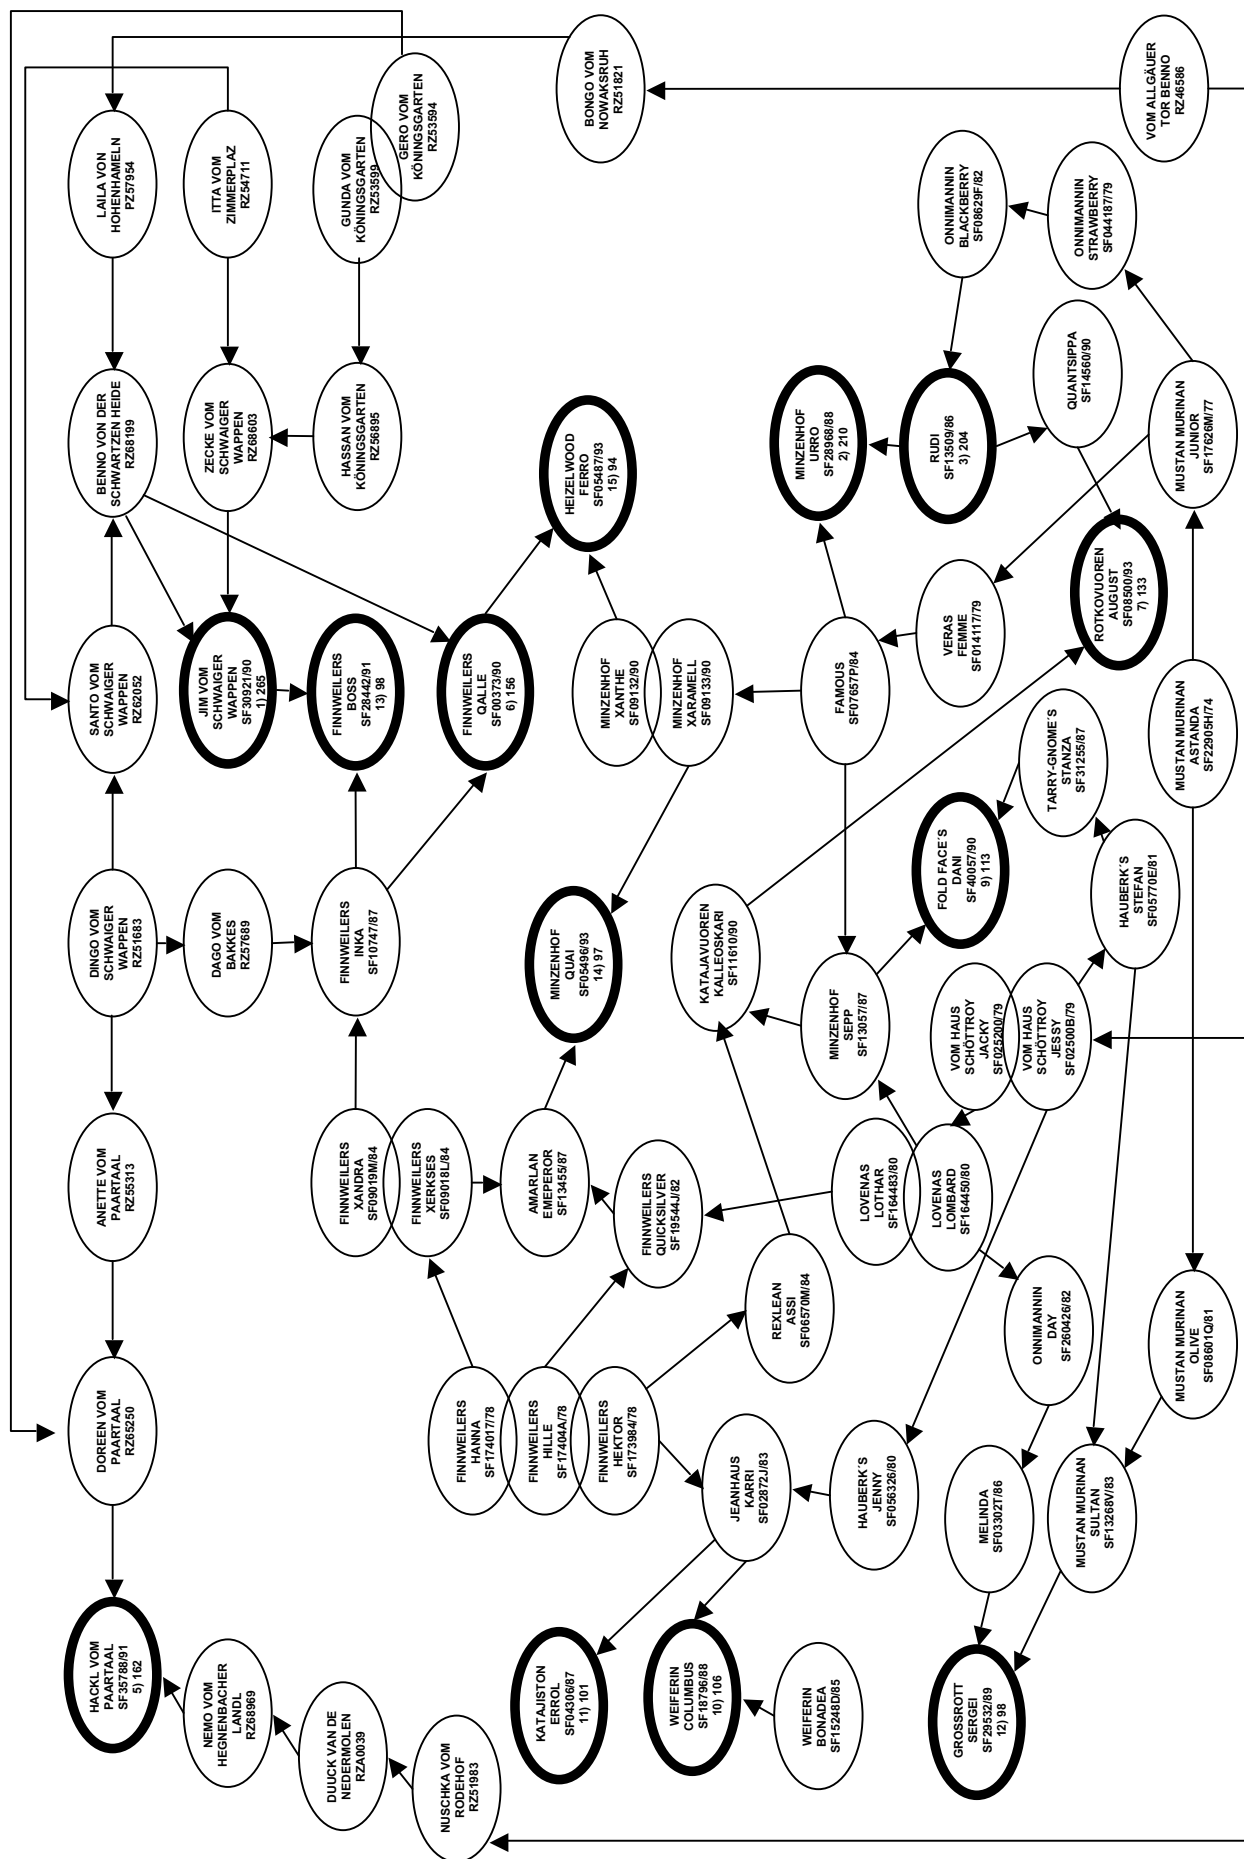 HACKL VOM
PAARTAAL
SF35788/91
5) 162
DOREEN VOM
PAARTAAL
RZ65250
ANETTE VOM
PAARTAAL
RZ55313
DINGO VOM
SCHWAIGER
WAPPEN
RZ51683
SANTO VOM
SCHWAIGER
WAPPEN
RZ62052
BENNO VON DER
SCHWARTZEN HEIDE
RZ68199
LAILA VON
HOHENHAMELN
PZ57954
NEMO VOM
HEGNENBACHER
LANDL
RZ68969
DAGO VOM
BAKKES
RZ57689
JIM VOM
SCHWAIGER
WAPPEN
SF30921/90
1) 265
ZECKE VOM
SCHWAIGER
WAPPEN
RZ68603
ITTA VOM
ZIMMERPLAZ
RZ54711
DUUCK VAN DE
NEDERMOLEN
RZA0039
FINNWEILERS
XANDRA
SF09019M/84
FINNWEILERS
INKA
SF10747/87
FINNWEILERS
BOSS
SF28442/91
13) 98
HASSAN VOM
KÖNINGSGARTEN
RZ56895
GUNDA VOM
KÖNINGSGARTEN
RZ53599
GERO VOM
KÖNINGSGARTEN
RZ53594
NUSCHKA VOM
RODEHOF
RZ51983
FINNWEILERS
HANNA
SF174017/78
FINNWEILERS
XERKSES
SF09018L/84
FINNWEILERS
QALLE
SF00373/90
6) 156
KATAJISTON
ERROL
SF04306/87
11) 101
FINNWEILERS
HILLE
SF17404A/78
AMARLAN
EMEPEROR
SF13455/87
MINZENHOF
QUAI
SF05496/93
14) 97
HEIZELWOOD
FERRO
SF05487/93
15) 94
BONGO VOM
NOWAKSRUH
RZ51821
FINNWEILERS
HEKTOR
SF173984/78
FINNWEILERS
QUICKSILVER
SF19544J/82
MINZENHOF
XANTHE
SF09132/90
MINZENHOF
XARAMELL
SF09133/90
WEIFERIN
COLUMBUS
SF18796/88
10) 106
JEANHAUS
KARRI
SF02872J/83
REXLEAN
ASSI
SF06570M/84
KATAJAVUOREN
KALLEOSKARI
SF11610/90
WEIFERIN
BONADEA
SF15248D/85
HAUBERK´S
JENNY
SF056326/80
LOVENAS
LOTHAR
SF164483/80
MINZENHOF
SEPP
SF13057/87
FAMOUS
SF07657P/84
MINZENHOF
URRO
SF28968/88
2) 210
GROSSROTT
SERGEI
SF29532/89
12) 98
MELINDA
SF03302T/86
ONNIMANNIN
DAY
SF260426/82
LOVENAS
LOMBARD
SF164450/80
VOM HAUS
SCHÖTTROY
JACKY
SF025200/79
FOLD FACE´S
DANI
SF40057/90
9) 113
VERAS
FEMME
SF014117/79
RUDI
SF13509/86
3) 204
ONNIMANNIN
BLACKBERRY
SF08629F/82
VOM HAUS
SCHÖTTROY
JESSY
SF02500B/79
TARRY-GNOME´S
STANZA
SF31255/87
QUANTSIPPA
SF14560/90
MUSTAN MURINAN
SULTAN
SF13268V/83
HAUBERK´S
STEFAN
SF05770E/81
ROTKOVUOREN
AUGUST
SF08500/93
7) 133
ONNIMANNIN
STRAWBERRY
SF044187/79
MUSTAN MURINAN
OLIVE
SF08601Q/81
MUSTAN MURINAN
ASTANDA
SF22905H/74
MUSTAN MURINAN
JUNIOR
SF17626M/77
VOM ALLGÄUER
TOR BENNO
RZ46586